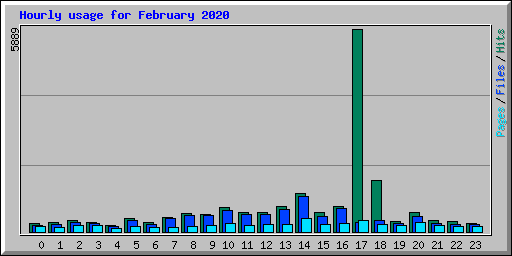 Hourly usage for February 2020
5889
Pages/Files/Hits
0 1 2 3 4 5 6 7 8 9 10 11 12 13 14 15 16 17 18 19 20 21 22 23